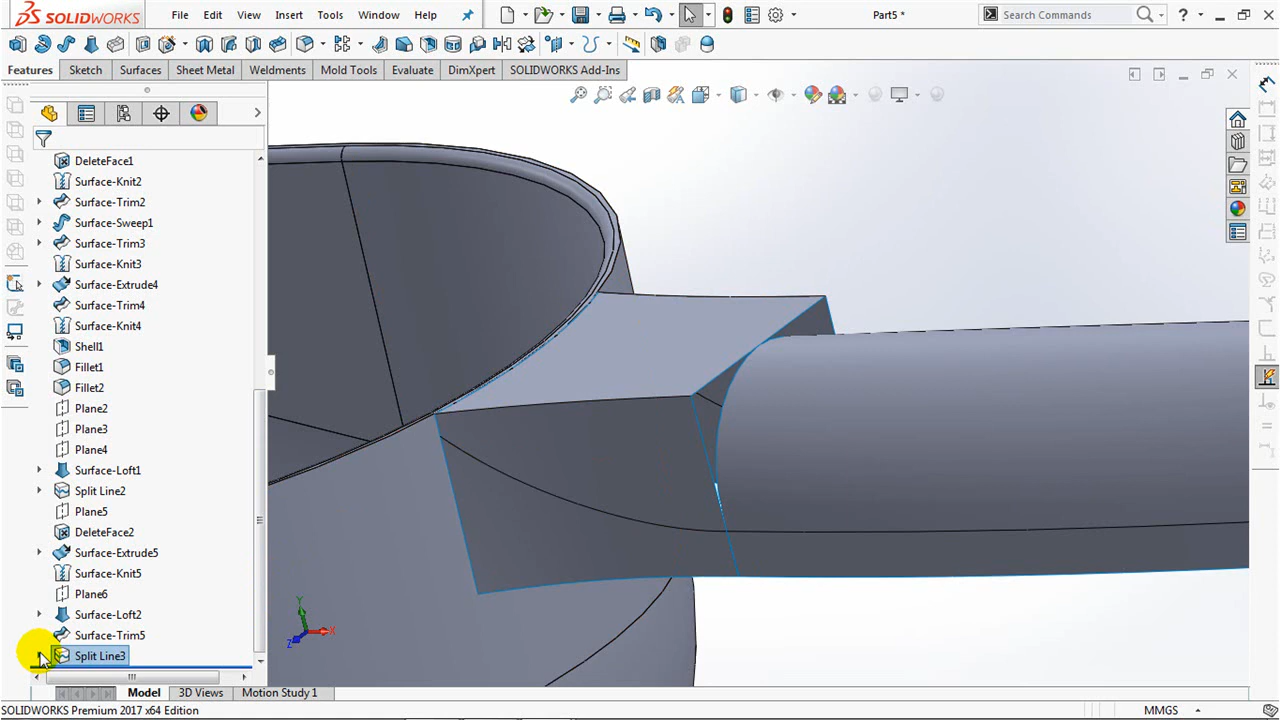 SOLIDWORKS File Edit View Insert Tools Window Help Part5 * Search Commands ?
Features Sketch Surfaces Sheet Metal Weldments Mold Tools Evaluate DimXpert SOLIDWORKS Add-Ins
DeleteFace1
Surface-Knit2
Surface-Trim2
Surface-Sweep1
Surface-Trim3
Surface-Knit3
Surface-Extrude4
Surface-Trim4
Surface-Knit4
Shell1
Fillet1
Fillet2
Plane2
Plane3
Plane4
Surface-Loft1
Split Line2
Plane5
DeleteFace2
Surface-Extrude5
Surface-Knit5
Plane6
Surface-Loft2
Surface-Trim5
Split Line3
Y
X
Z
Model 3D Views Motion Study 1
SOLIDWORKS Premium 2017 x64 Edition MMGS